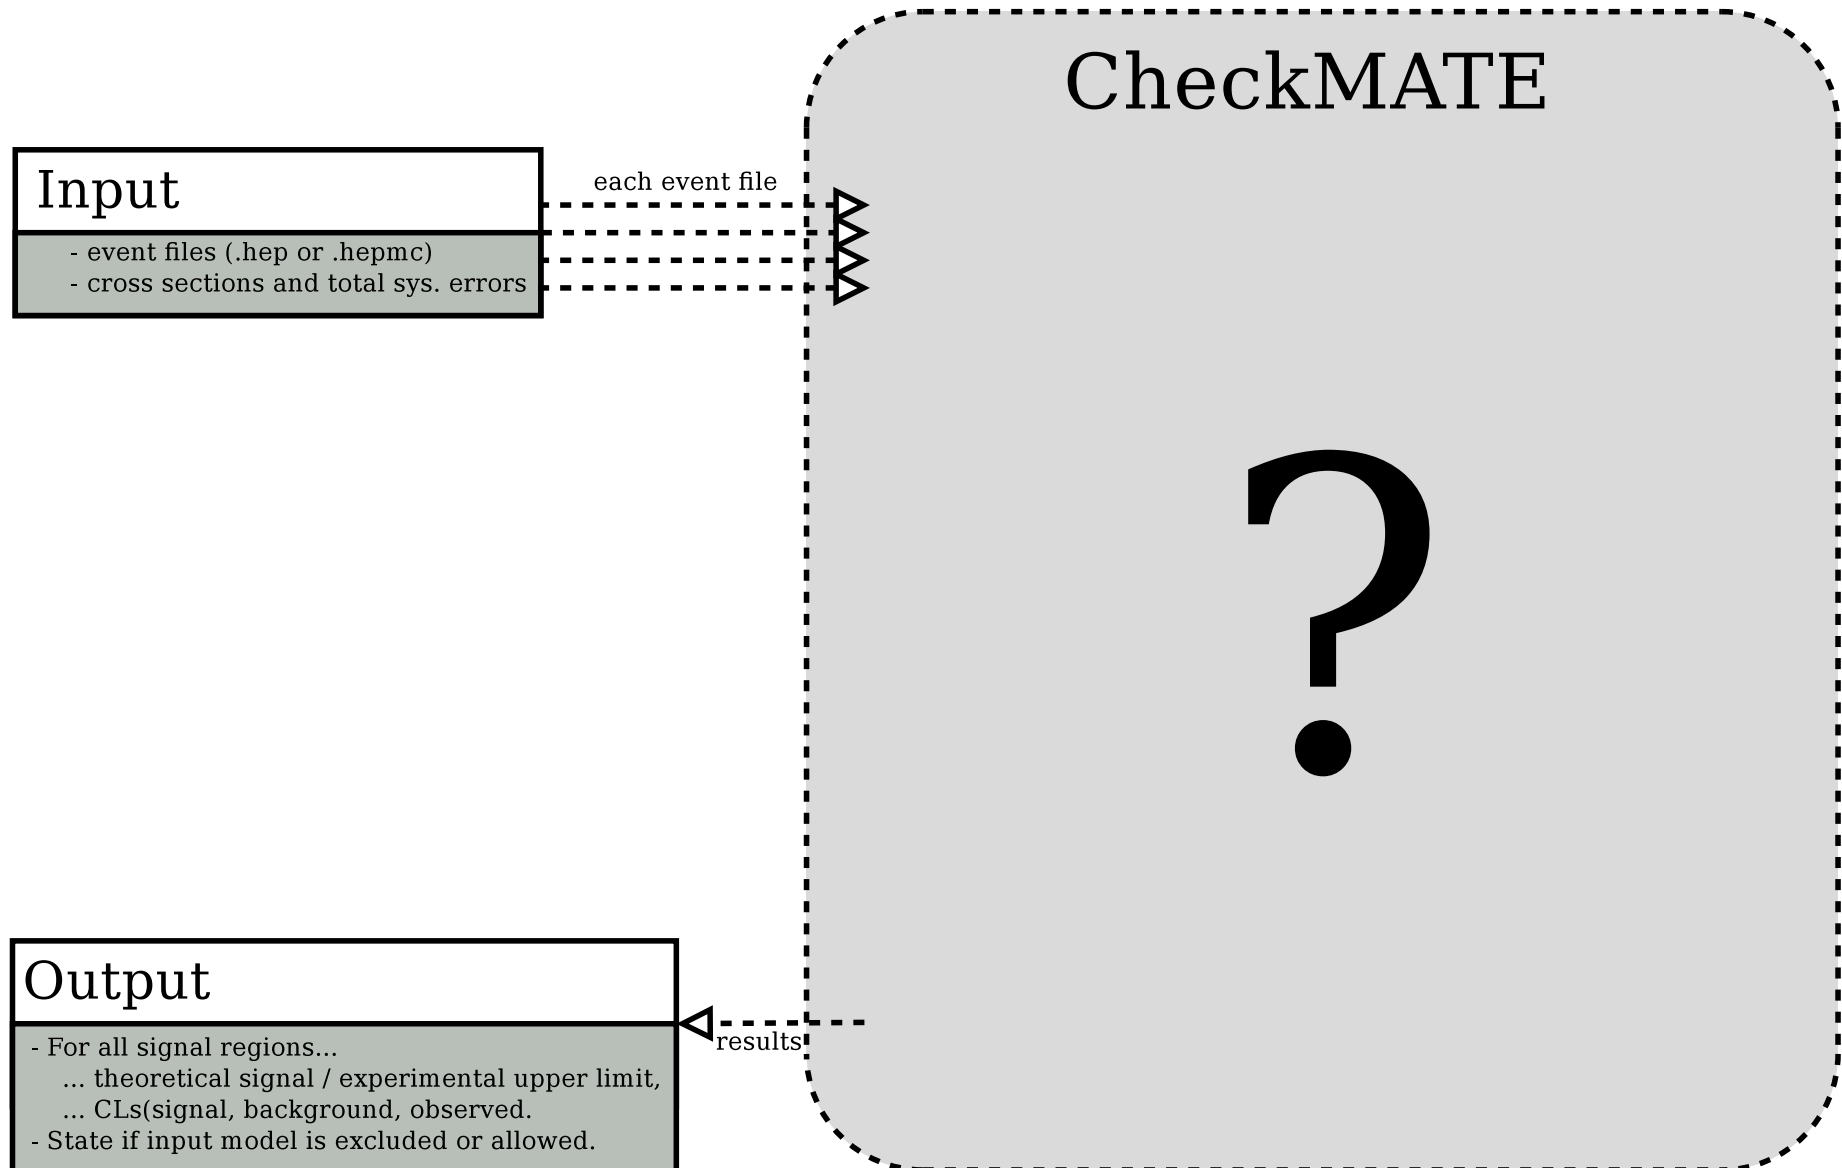 CheckMATE
Input
each event file
- event files (.hep or .hepmc)
- cross sections and total sys. errors
?
Output
results
- For all signal regions...
... theoretical signal / experimental upper limit,
... CLs(signal, background, observed.
- State if input model is excluded or allowed.